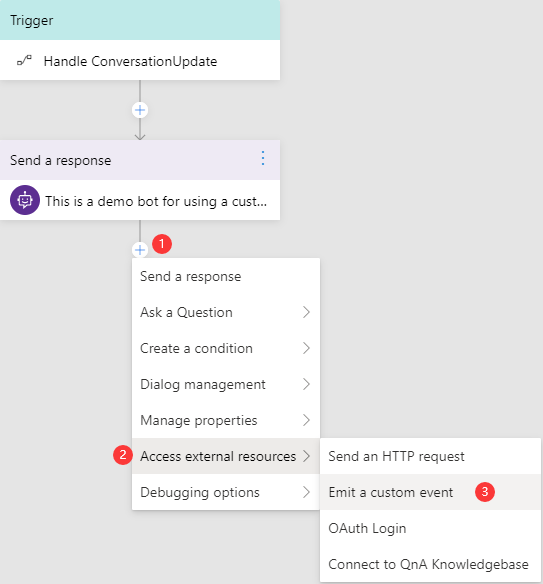 Trigger
Handle ConversationUpdate
Send a response
This is a demo bot for using a cust...
1
Send a response
Ask a Question
Create a condition
Dialog management
Manage properties
2 Access external resources
Send an HTTP request
Debugging options
Emit a custom event 3
OAuth Login
Connect to QnA Knowledgebase